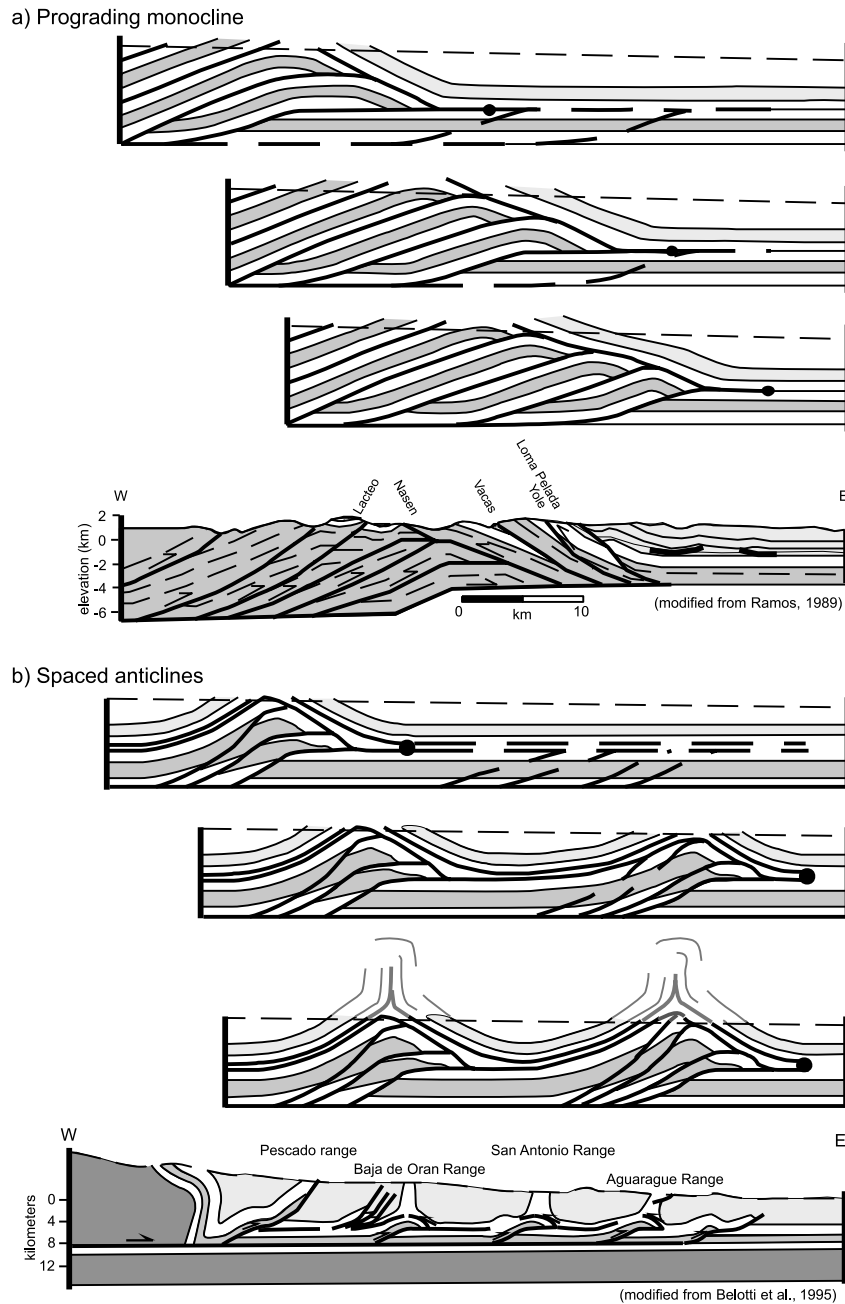 a) Prograding monocline
W
Lacteo
Nasen
Vacas
Loma Pelada
Yole
E
2
0
-2
-4
-6
elevation (km)
0
10
km
(modified from Ramos, 1989)
b) Spaced anticlines
W
E
Pescado range
San Antonio Range
Baja de Oran Range
Aguarague Range
0
4
8
12
kilometers
(modified from Belotti et al., 1995)